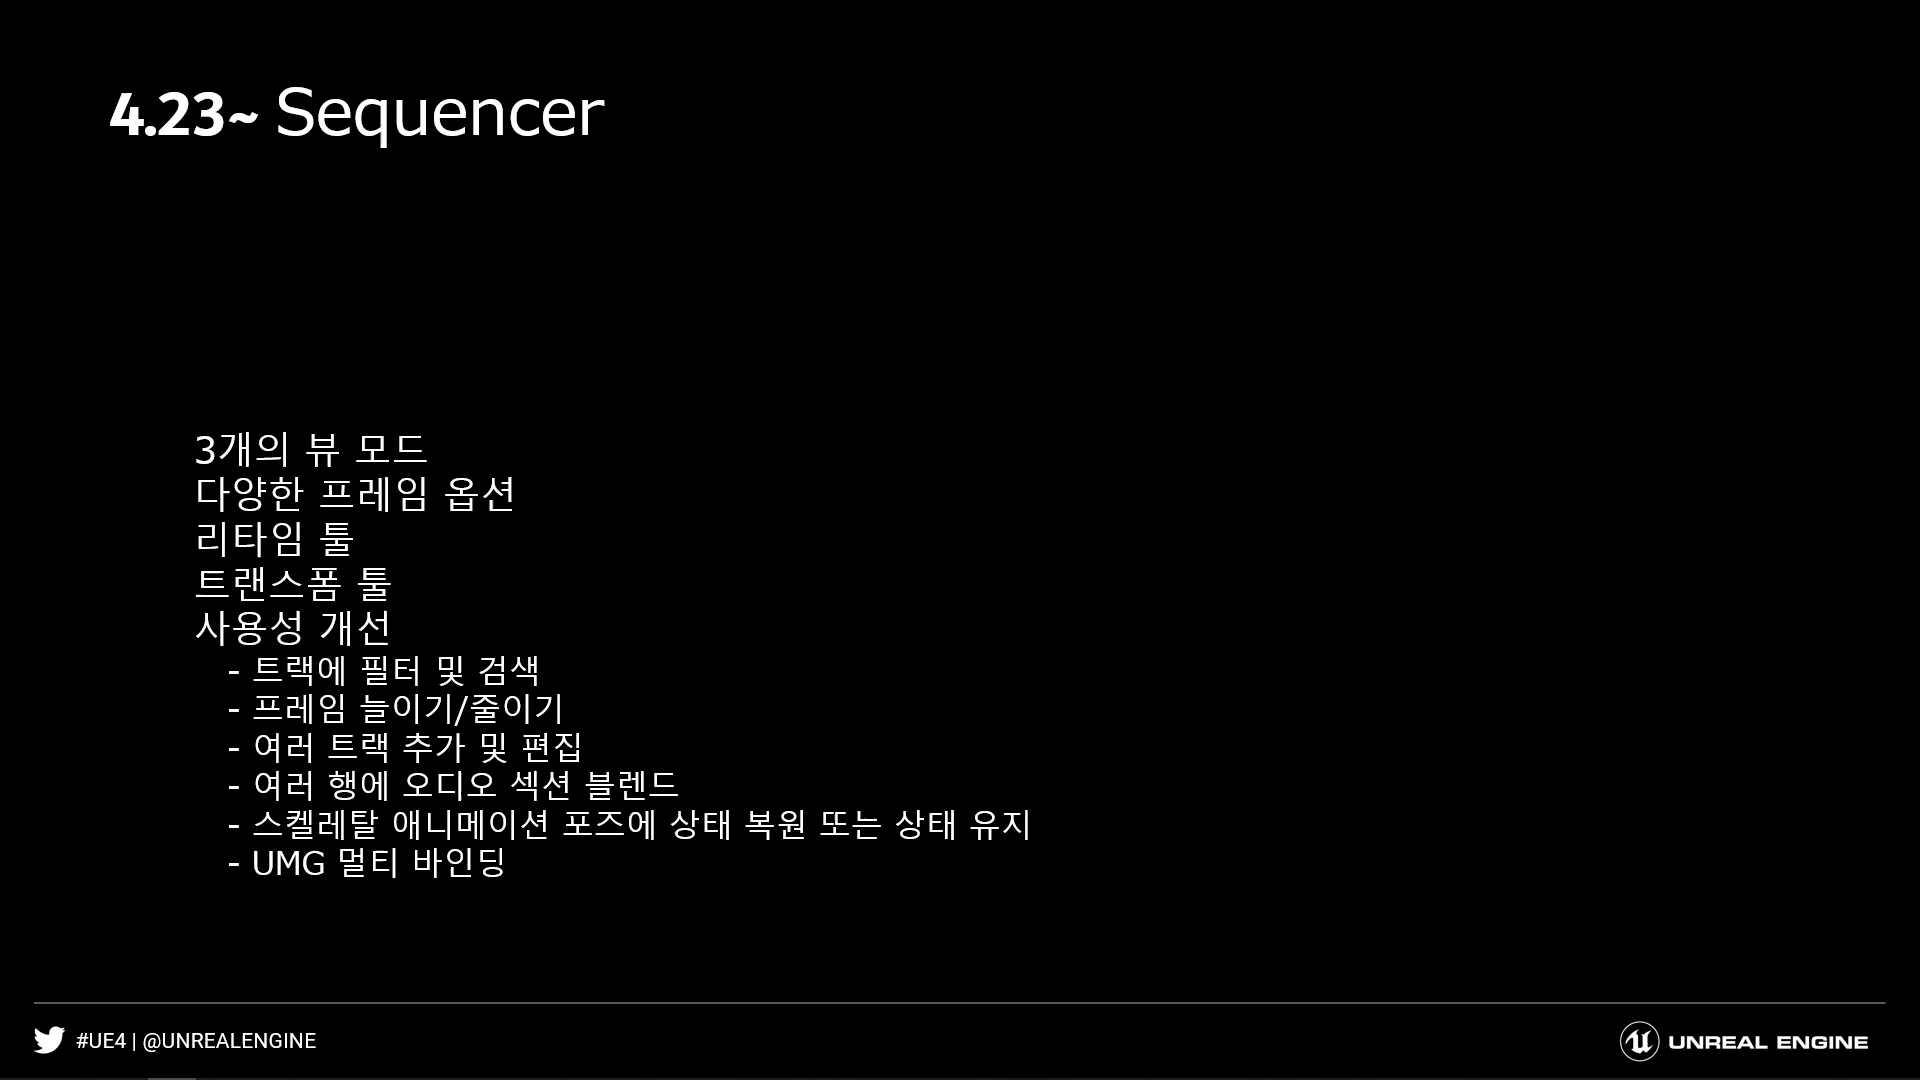 4.23~ Sequencer
3개의 뷰 모드
다양한 프레임 옵션
리타임 툴
트랜스폼 툴
사용성 개선
- 트랙에 필터 및 검색
- 프레임 늘이기/줄이기
- 여러 트랙 추가 및 편집
- 여러 행에 오디오 섹션 블렌드
- 스켈레탈 애니메이션 포즈에 상태 복원 또는 상태 유지
- UMG 멀티 바인딩
#UE4 | @UNREALENGINE
UNREAL ENGINE